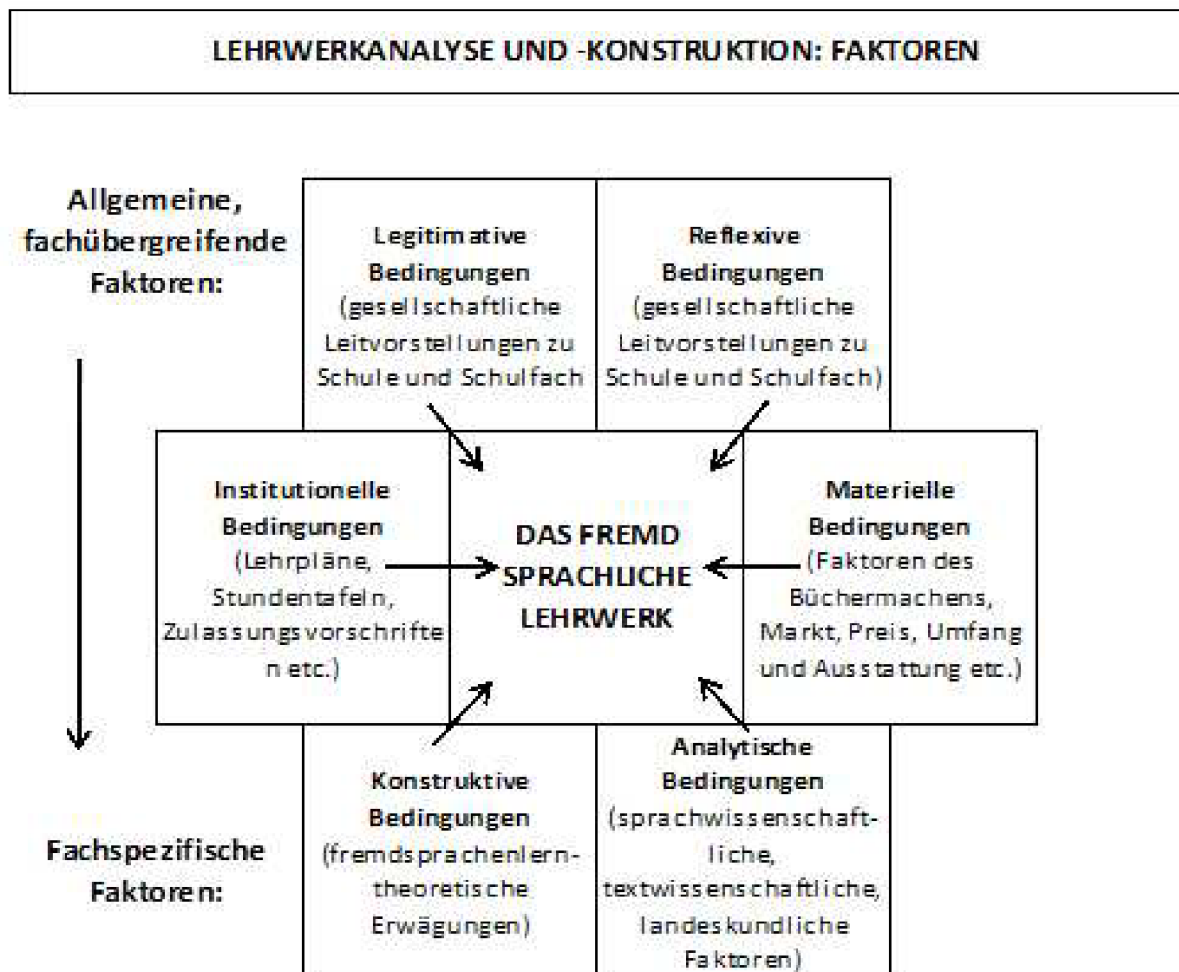 LEHRWERKANALYSE UND -KONSTRUKTION: FAKTOREN
Allgemeine,
fachübergreifende
Faktoren:
Legitimative
Bedingungen
(gesellschaftliche
Leitvorstellungen zu
Schule und Schulfach
Reflexive
Bedingungen
(gesellschaftliche
Leitvorstellungen zu
Schule und Schulfach)
Institutionelle
Bedingungen
(Lehrpläne,
Stundentafeln,
Zulassungsvorschrifte
n etc.)
DAS FREMD
SPRACHLICHE
LEHRWERK
Materielle
Bedingungen
(Faktoren des
Büchermachens,
Markt, Preis, Umfang
und Ausstattung etc.)
Fachspezifische
Faktoren:
Konstruktive
Bedingungen
(fremdsprachenlern-
theoretische
Erwägungen)
Analytische
Bedingungen
(sprachwissenschaft-
liche,
textwissenschaftliche,
landeskundliche
Faktoren)